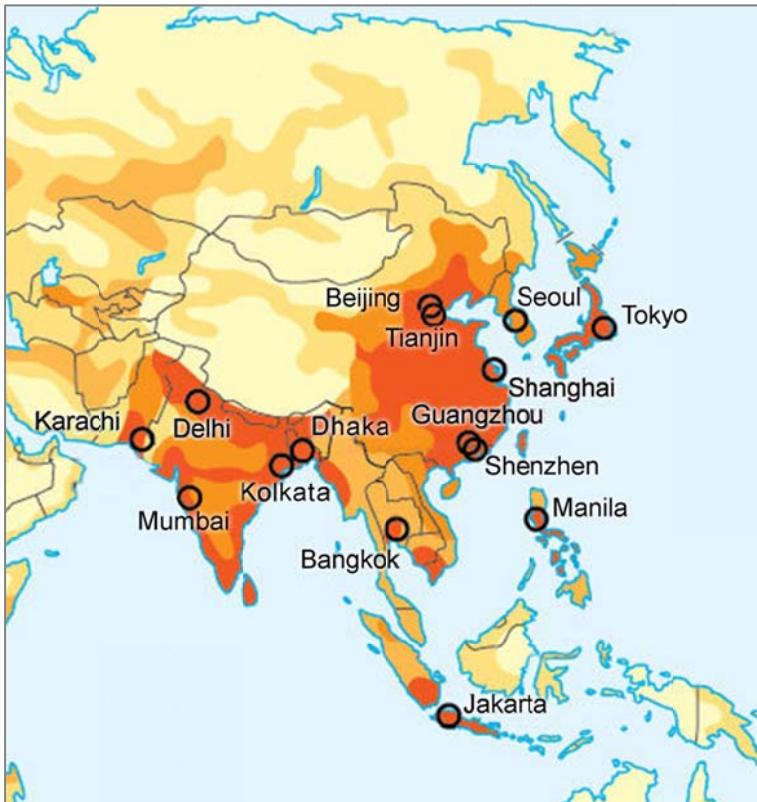 Beijing
Seoul
Tokyo
Tianjin
Shanghai
Karachi
Delhi
Dhaka
Guangzhou
Shenzhen
Kolkata
Mumbai
Manila
Bangkok
Jakarta